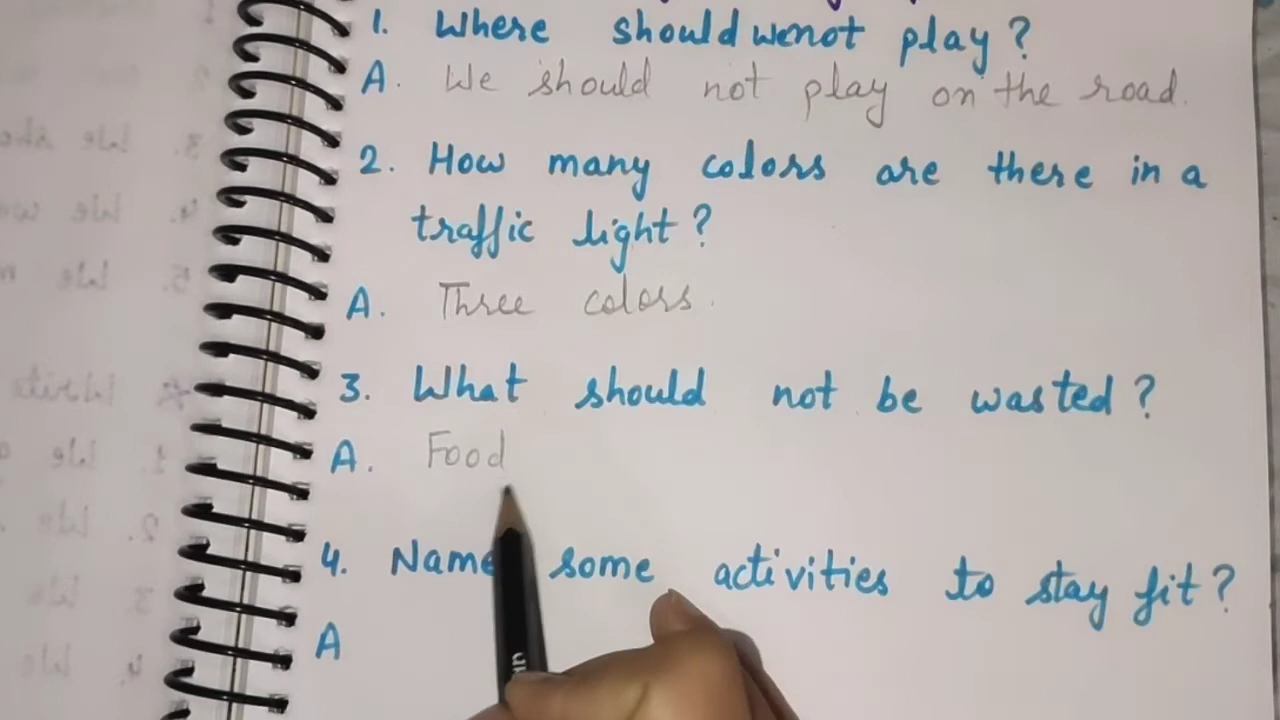 1. Where should we not play?
A. We should not play on the road.
2. How many colors are there in a
traffic light?
A. Three colors.
3. What should not be wasted?
A. Food
4. Name some activities to stay fit?
A